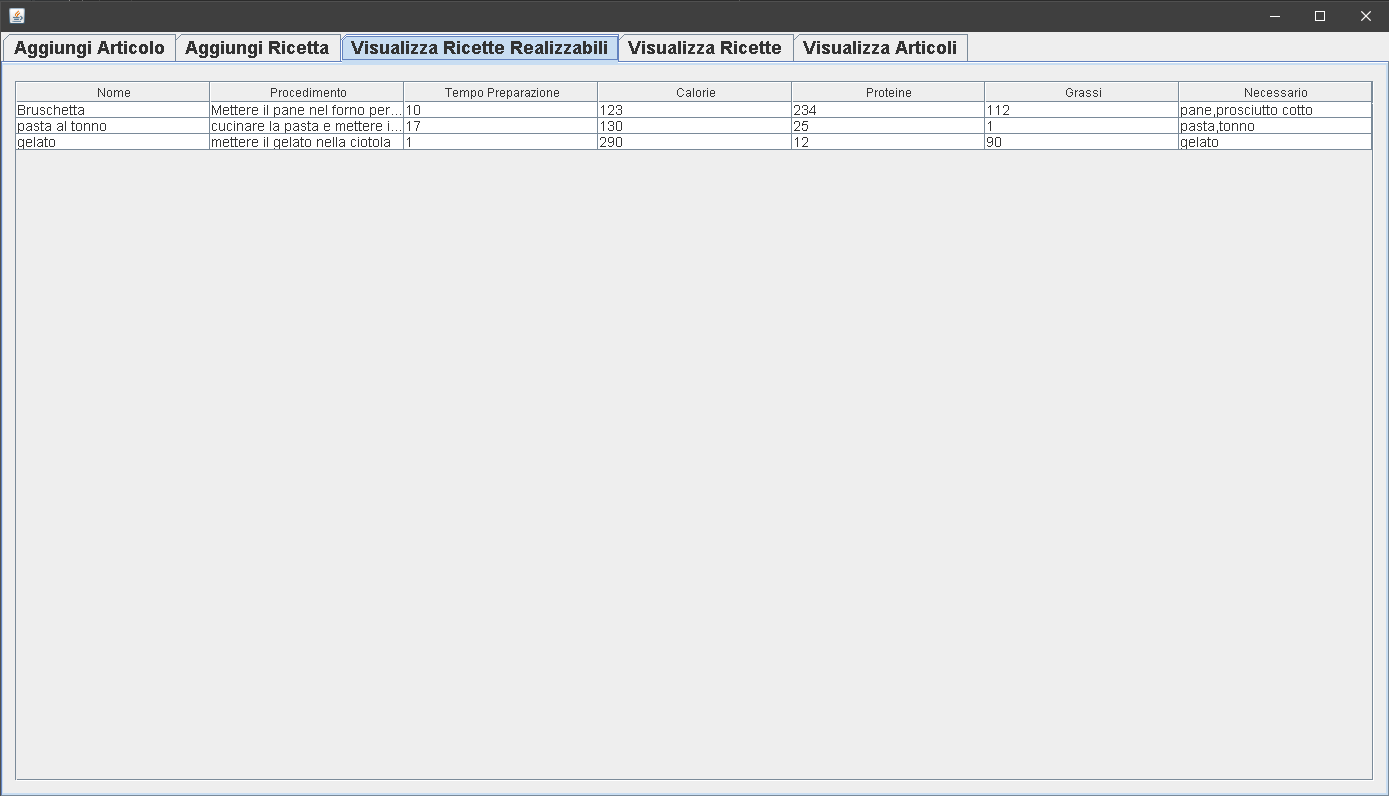 Aggiungi Articolo Aggiungi Ricetta Visualizza Ricette Realizzabili Visualizza Ricette Visualizza Articoli
Nome Procedimento Tempo Preparazione Calorie Proteine Grassi Necessario
Bruschetta Mettere il pane nel forno per... 10 123 234 112 pane,prosciutto cotto
pasta al tonno cucinare la pasta e mettere i... 17 130 25 1 pasta,tonno
gelato mettere il gelato nella ciotola 1 290 12 90 gelato